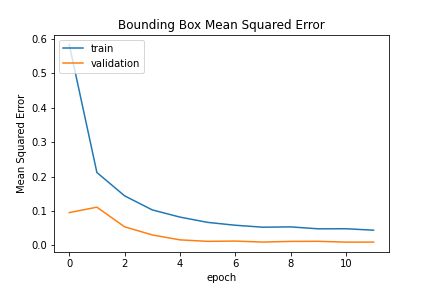 Bounding Box Mean Squared Error
train
validation
Mean Squared Error
0.6
0.5
0.4
0.3
0.2
0.1
0.0
0 2 4 6 8 10
epoch